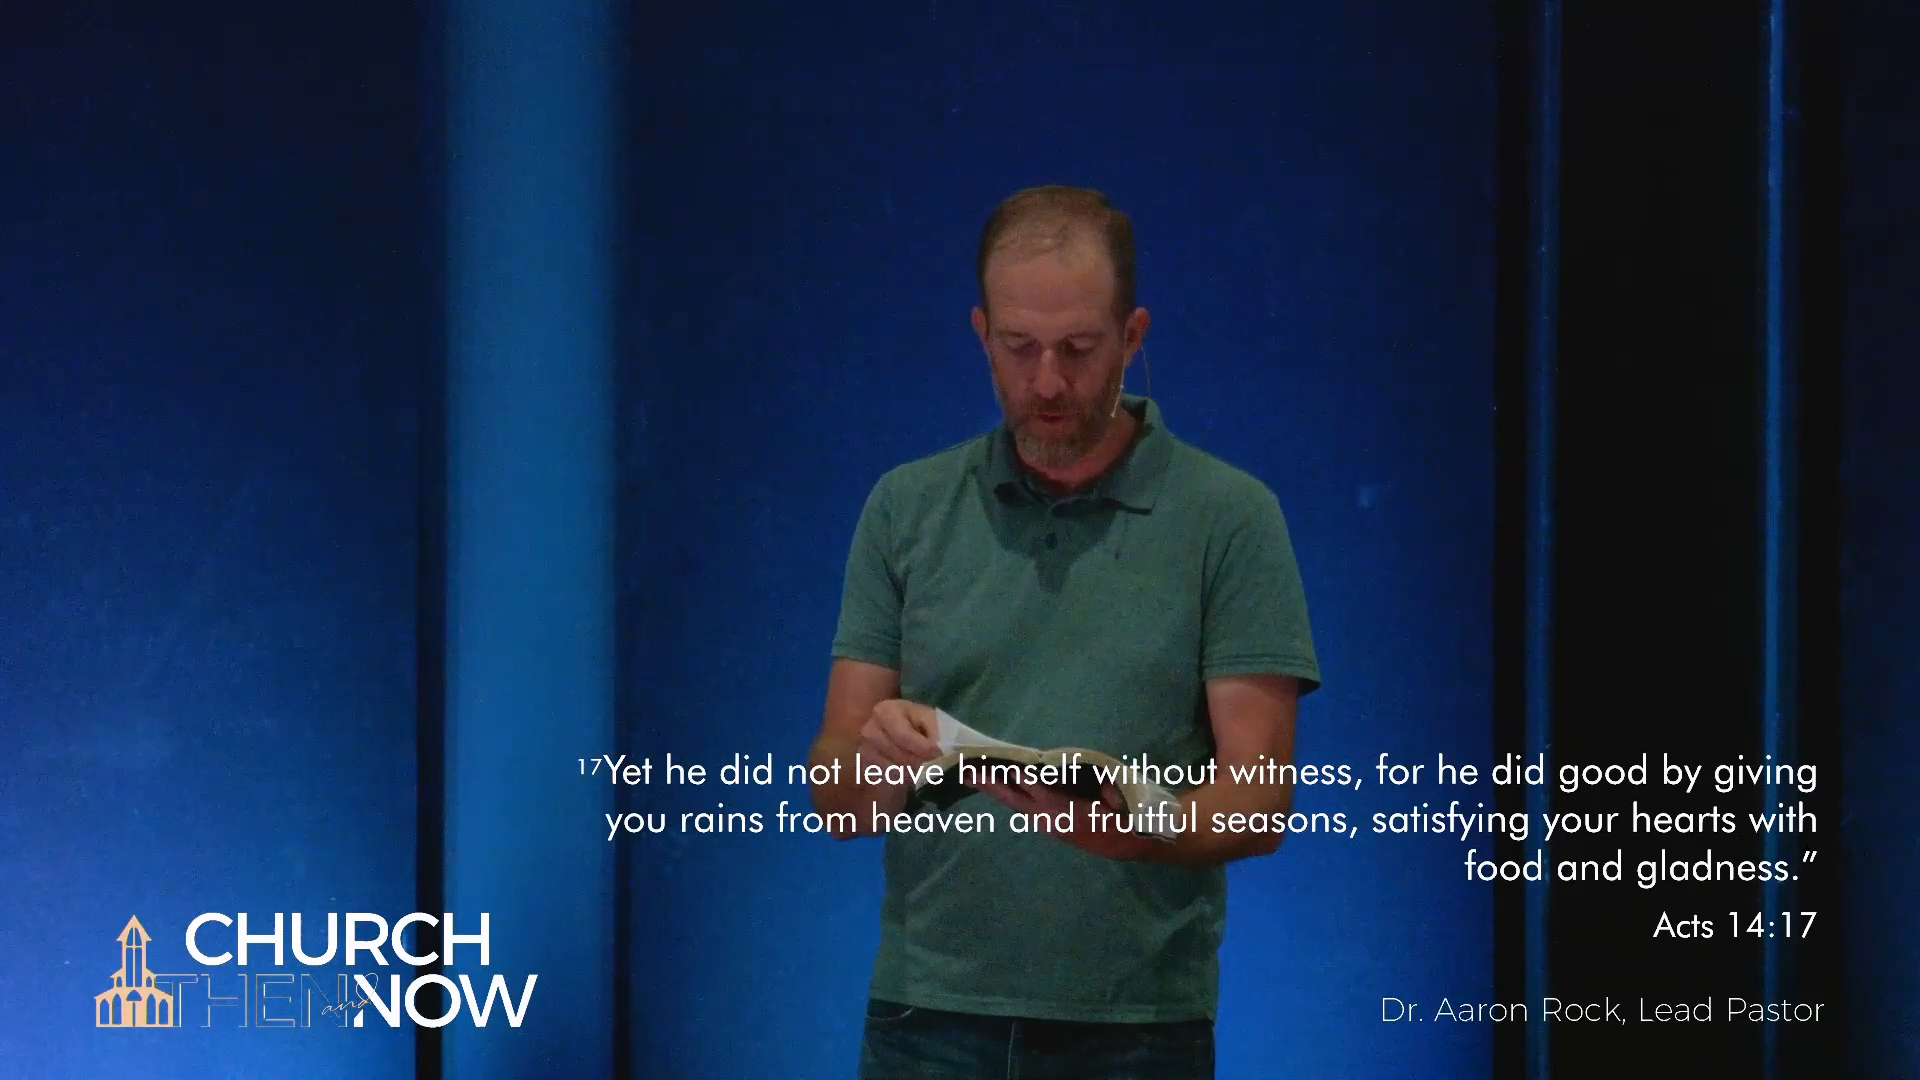 ¹⁷Yet he did not leave himself without witness, for he did good by giving
you rains from heaven and fruitful seasons, satisfying your hearts with
food and gladness.”
Acts 14:17
CHURCH
THEN and NOW
Dr. Aaron Rock, Lead Pastor